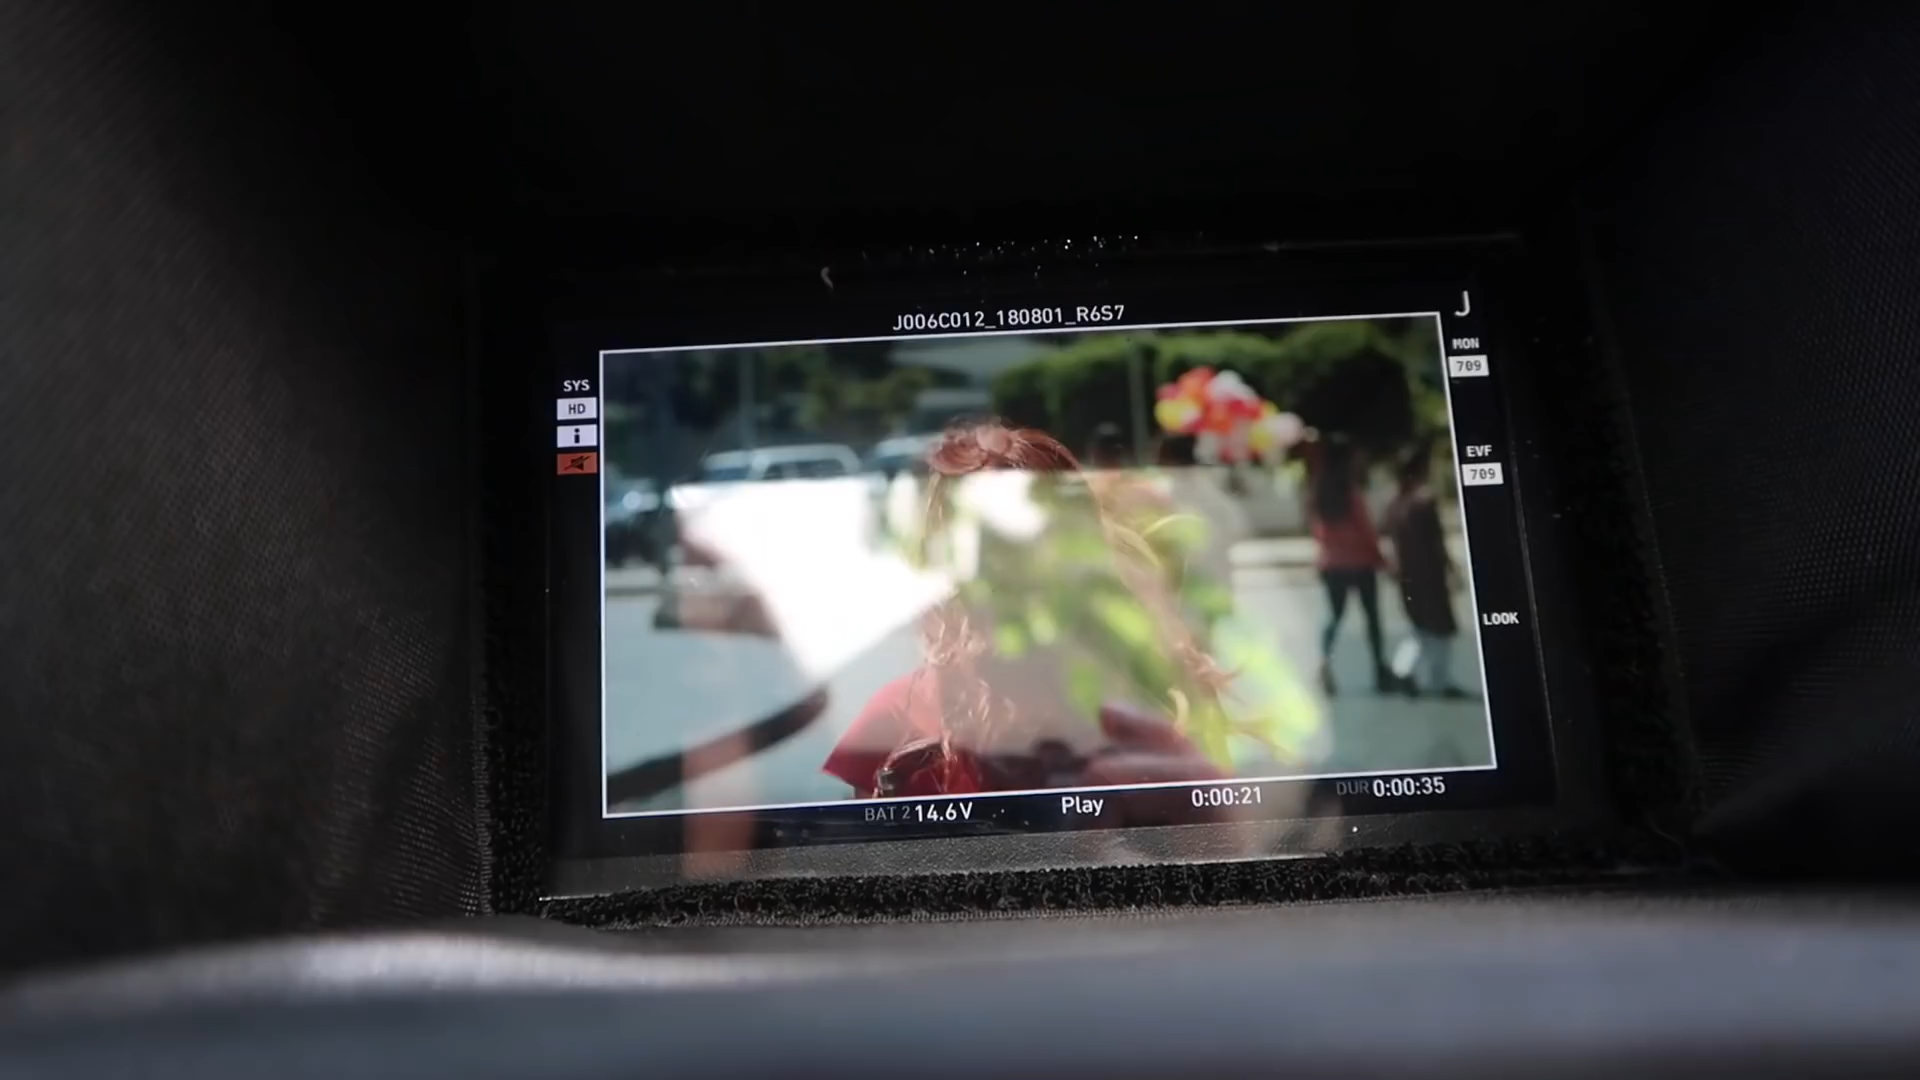 J
J006C012_180801_R6S7
SYS
HD
i
MON
709
EVF
709
LOOK
BAT 2 14.6V
Play
0:00:21
DUR 0:00:35